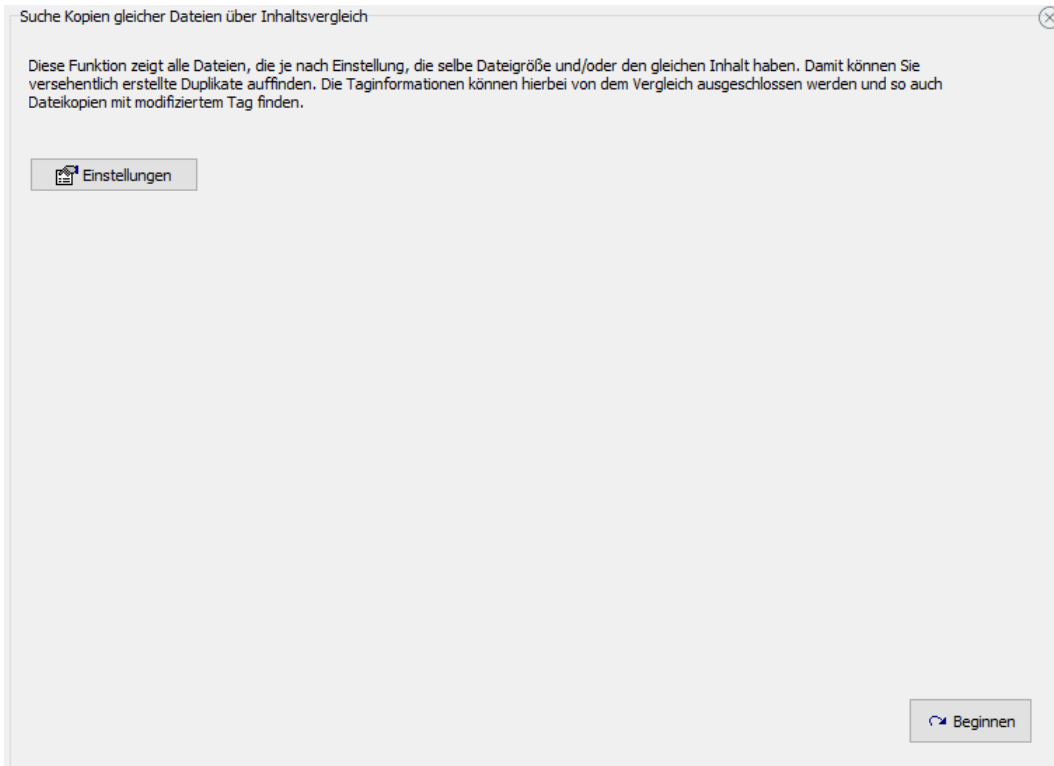 Suche Kopien gleicher Dateien über Inhaltsvergleich
Diese Funktion zeigt alle Dateien, die je nach Einstellung, die selbe Dateigröße und/oder den gleichen Inhalt haben. Damit können Sie
versehentlich erstellte Duplikate auffinden. Die Taginformationen können hierbei von dem Vergleich ausgeschlossen werden und so auch
Dateikopien mit modifiziertem Tag finden.
Einstellungen
Beginnen